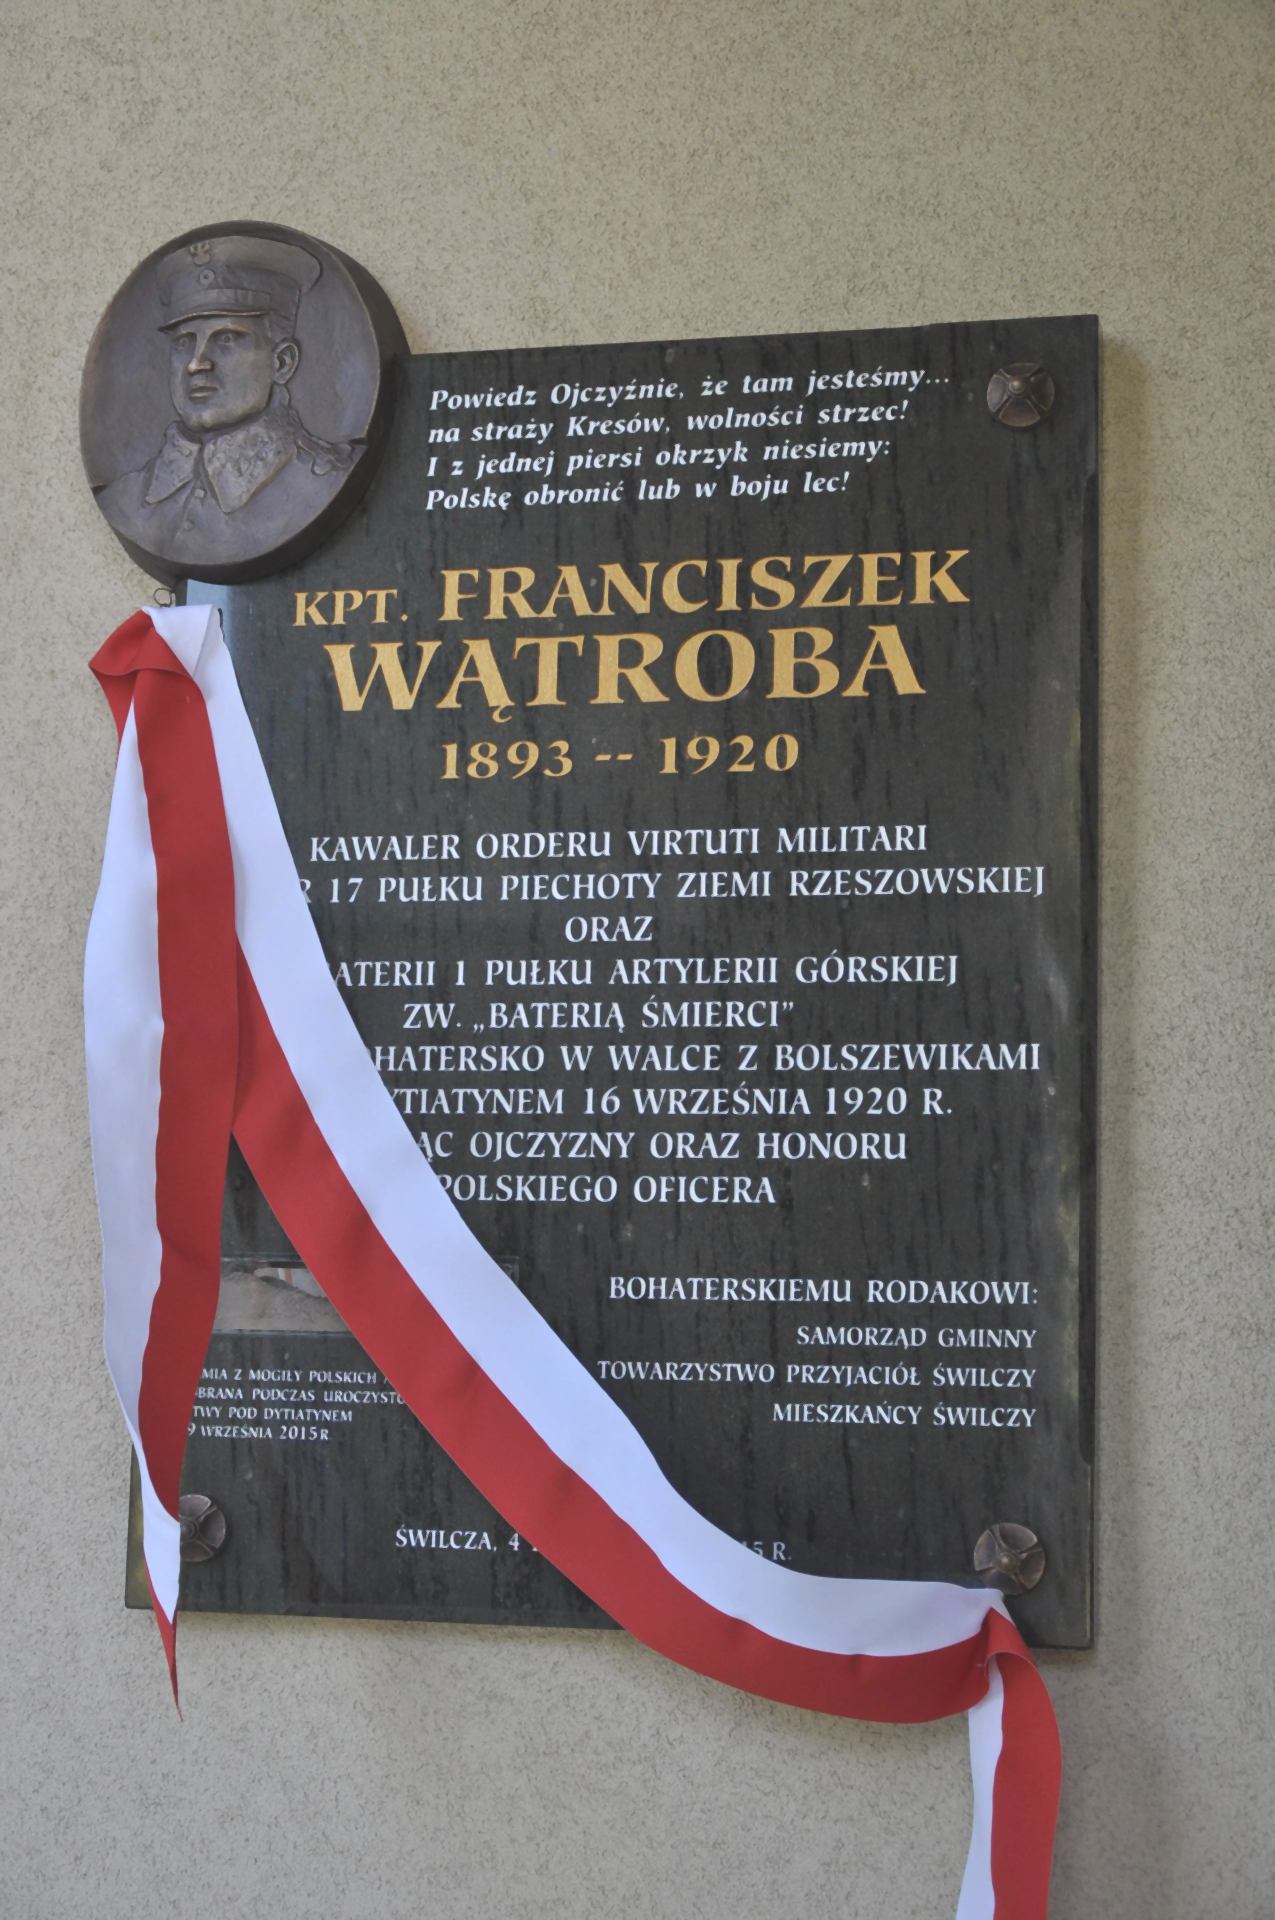 Powiedz Ojczyźnie, że tam jesteśmy...
na straży Kresów, wolności strzec!
I z jednej piersi okrzyk niesiemy:
Polskę obronić lub w boju lec!
KPT. FRANCISZEK
WĄTROBA
1893 -- 1920
KAWALER ORDERU VIRTUTI MILITARI
17 PUŁKU PIECHOTY ZIEMI RZESZOWSKIEJ
ORAZ
1 PUŁKU ARTYLERII GÓRSKIEJ
ZW. „BATERIĄ ŚMIERCI”
W WALCE Z BOLSZEWIKAMI
16 WRZEŚNIA 1920 R.
OJCZYZNY ORAZ HONORU
POLSKIEGO OFICERA
BOHATERSKIEMU RODAKOWI:
SAMORZĄD GMINNY
TOWARZYSTWO PRZYJACIÓŁ ŚWILCZY
MIESZKAŃCY ŚWILCZY
Z MOGIŁY POLSKICH
PODCZAS
POD DYTIATYNEM
WRZEŚNIA 2015 R.
ŚWILCZA, 4
R.